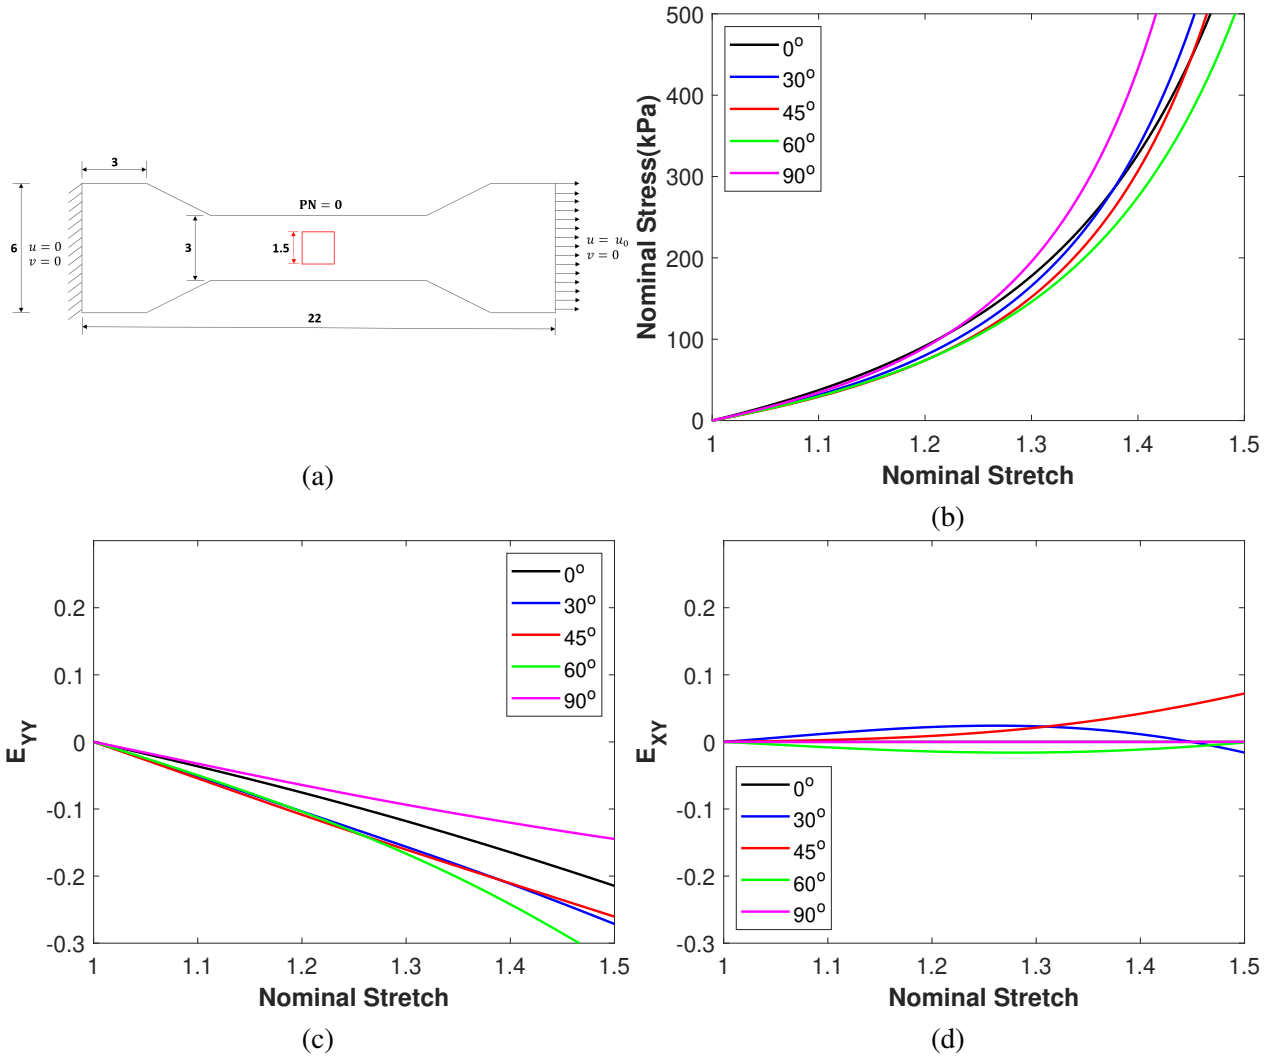 3
6
u = 0
v = 0
3
PN = 0
1.5
u = u₀
v = 0
22
(a)
Nominal Stress(kPa)
500
400
300
200
100
0
1 1.1 1.2 1.3 1.4 1.5
Nominal Stretch
0°
30°
45°
60°
90°
(b)
E_YY
0.2
0.1
0
-0.1
-0.2
-0.3
1 1.1 1.2 1.3 1.4 1.5
Nominal Stretch
0°
30°
45°
60°
90°
(c)
E_XY
0.2
0.1
0
-0.1
-0.2
-0.3
1 1.1 1.2 1.3 1.4 1.5
Nominal Stretch
0°
30°
45°
60°
90°
(d)